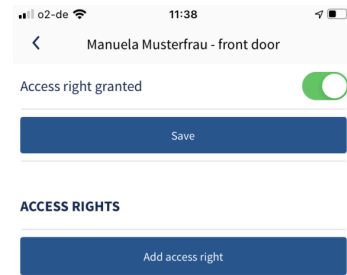 o2-de 11:38
Manuela Musterfrau - front door
Access right granted
Save
ACCESS RIGHTS
Add access right